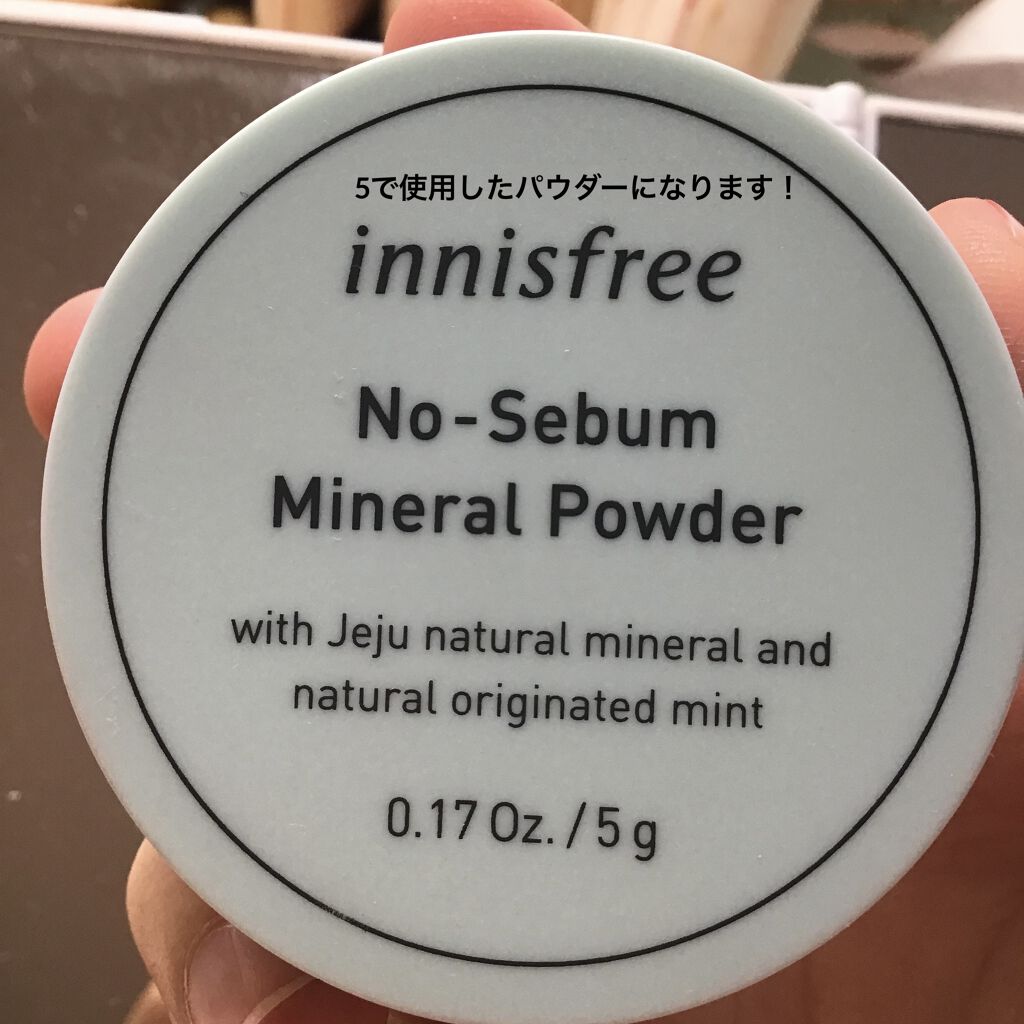 5で使用したパウダーになります！
innisfree
No-Sebum
Mineral Powder
with Jeju natural mineral and
natural originated mint
0.17 Oz. / 5 g